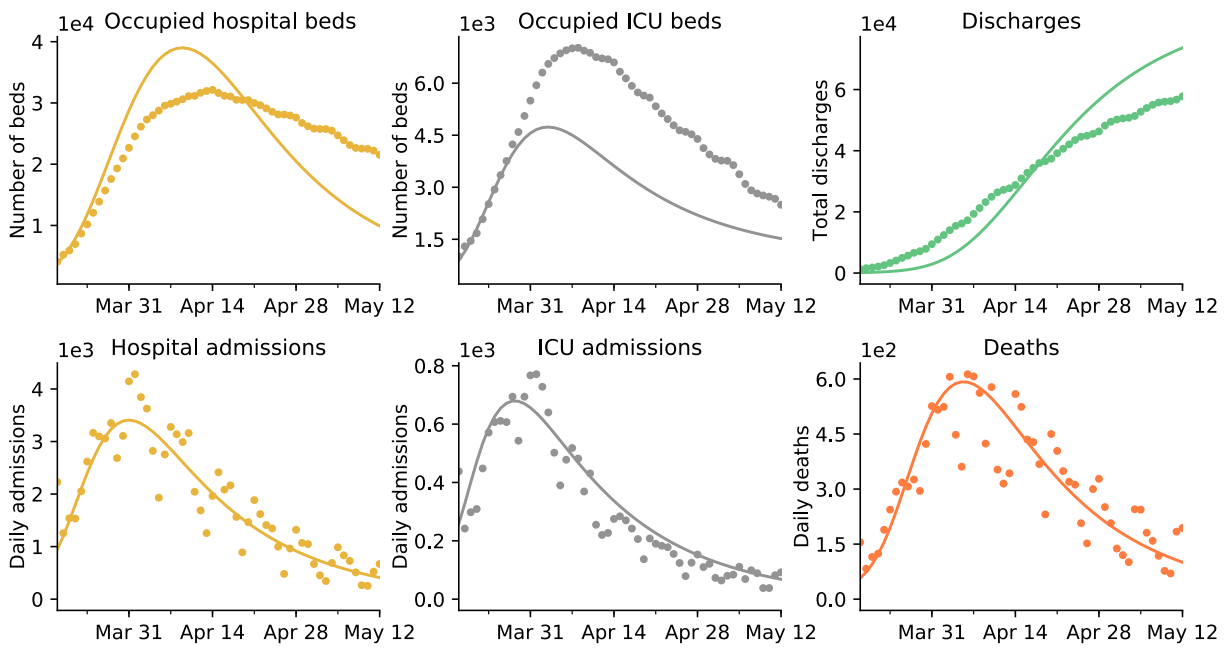 Occupied hospital beds
1e4
Number of beds
4
3
2
1
Mar 31 Apr 14 Apr 28 May 12
Occupied ICU beds
1e3
Number of beds
6.0
4.5
3.0
1.5
Mar 31 Apr 14 Apr 28 May 12
Discharges
1e4
Total discharges
8
6
4
2
0
Mar 31 Apr 14 Apr 28 May 12
Hospital admissions
1e3
Daily admissions
4
3
2
1
0
Mar 31 Apr 14 Apr 28 May 12
ICU admissions
1e3
Daily admissions
0.8
0.6
0.4
0.2
0.0
Mar 31 Apr 14 Apr 28 May 12
Deaths
1e2
Daily deaths
6.0
4.5
3.0
1.5
0.0
Mar 31 Apr 14 Apr 28 May 12